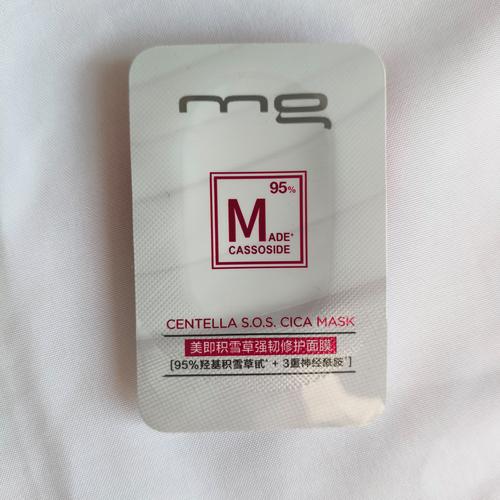 mg
95%
MADE*
CASSOSIDE
CENTELLA S.O.S. CICA MASK
美即积雪草强韧修护面膜
[95%羟基积雪草甙* + 3重神经酰胺*]